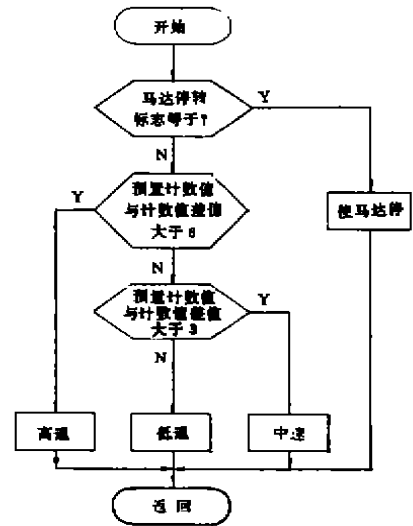 开始
马达停转
标志等于1
Y
N
预置计数值
与计数值差值
大于6
Y
使马达停
N
预置计数值
与计数值差值
大于3
Y
N
高速
低速
中速
返回